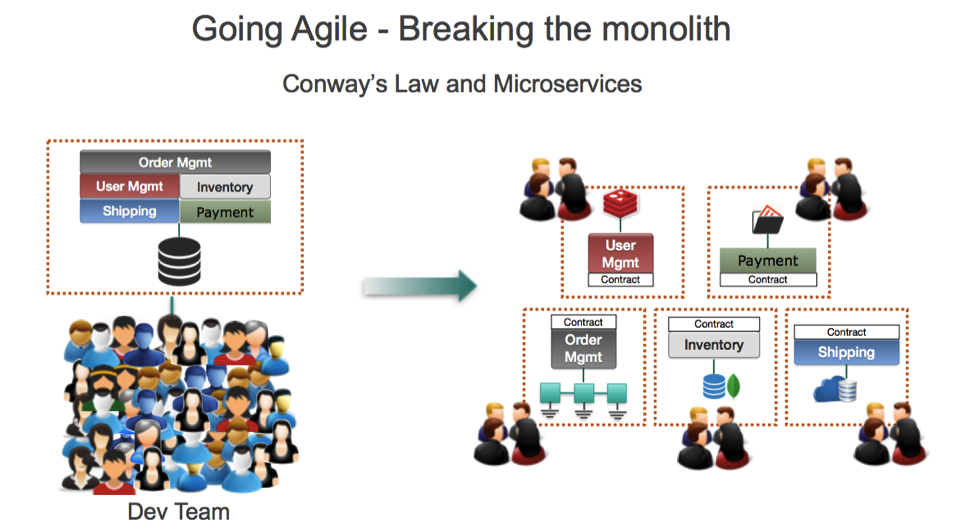 Going Agile - Breaking the monolith
Conway's Law and Microservices
Order Mgmt
User Mgmt
Inventory
Shipping
Payment
Dev Team
User
Mgmt
Contract
Payment
Contract
Contract
Order
Mgmt
Contract
Inventory
Contract
Shipping